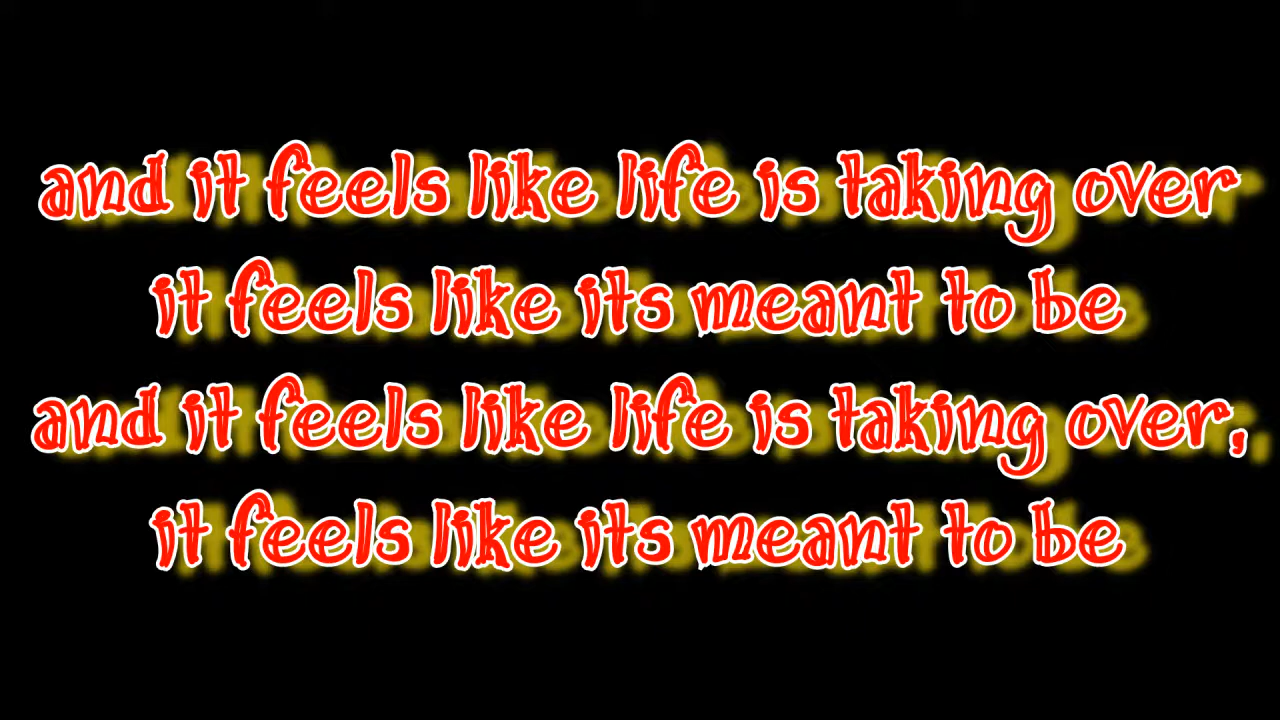 and it feels like life is taking over
it feels like its meant to be
and it feels like life is taking over,
it feels like its meant to be